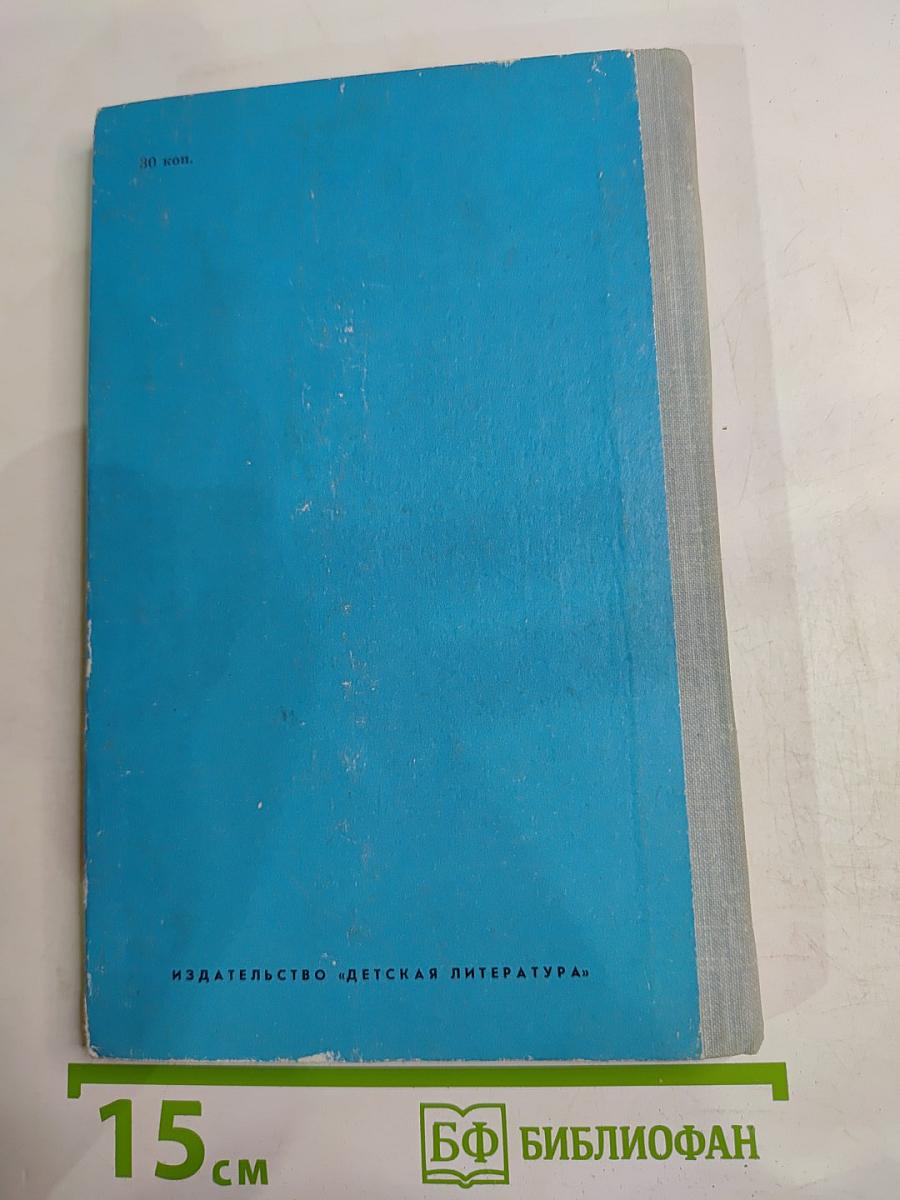 30 коп.
ИЗДАТЕЛЬСТВО «ДЕТСКАЯ ЛИТЕРАТУРА»
15 см
БФ БИБЛИОФАН